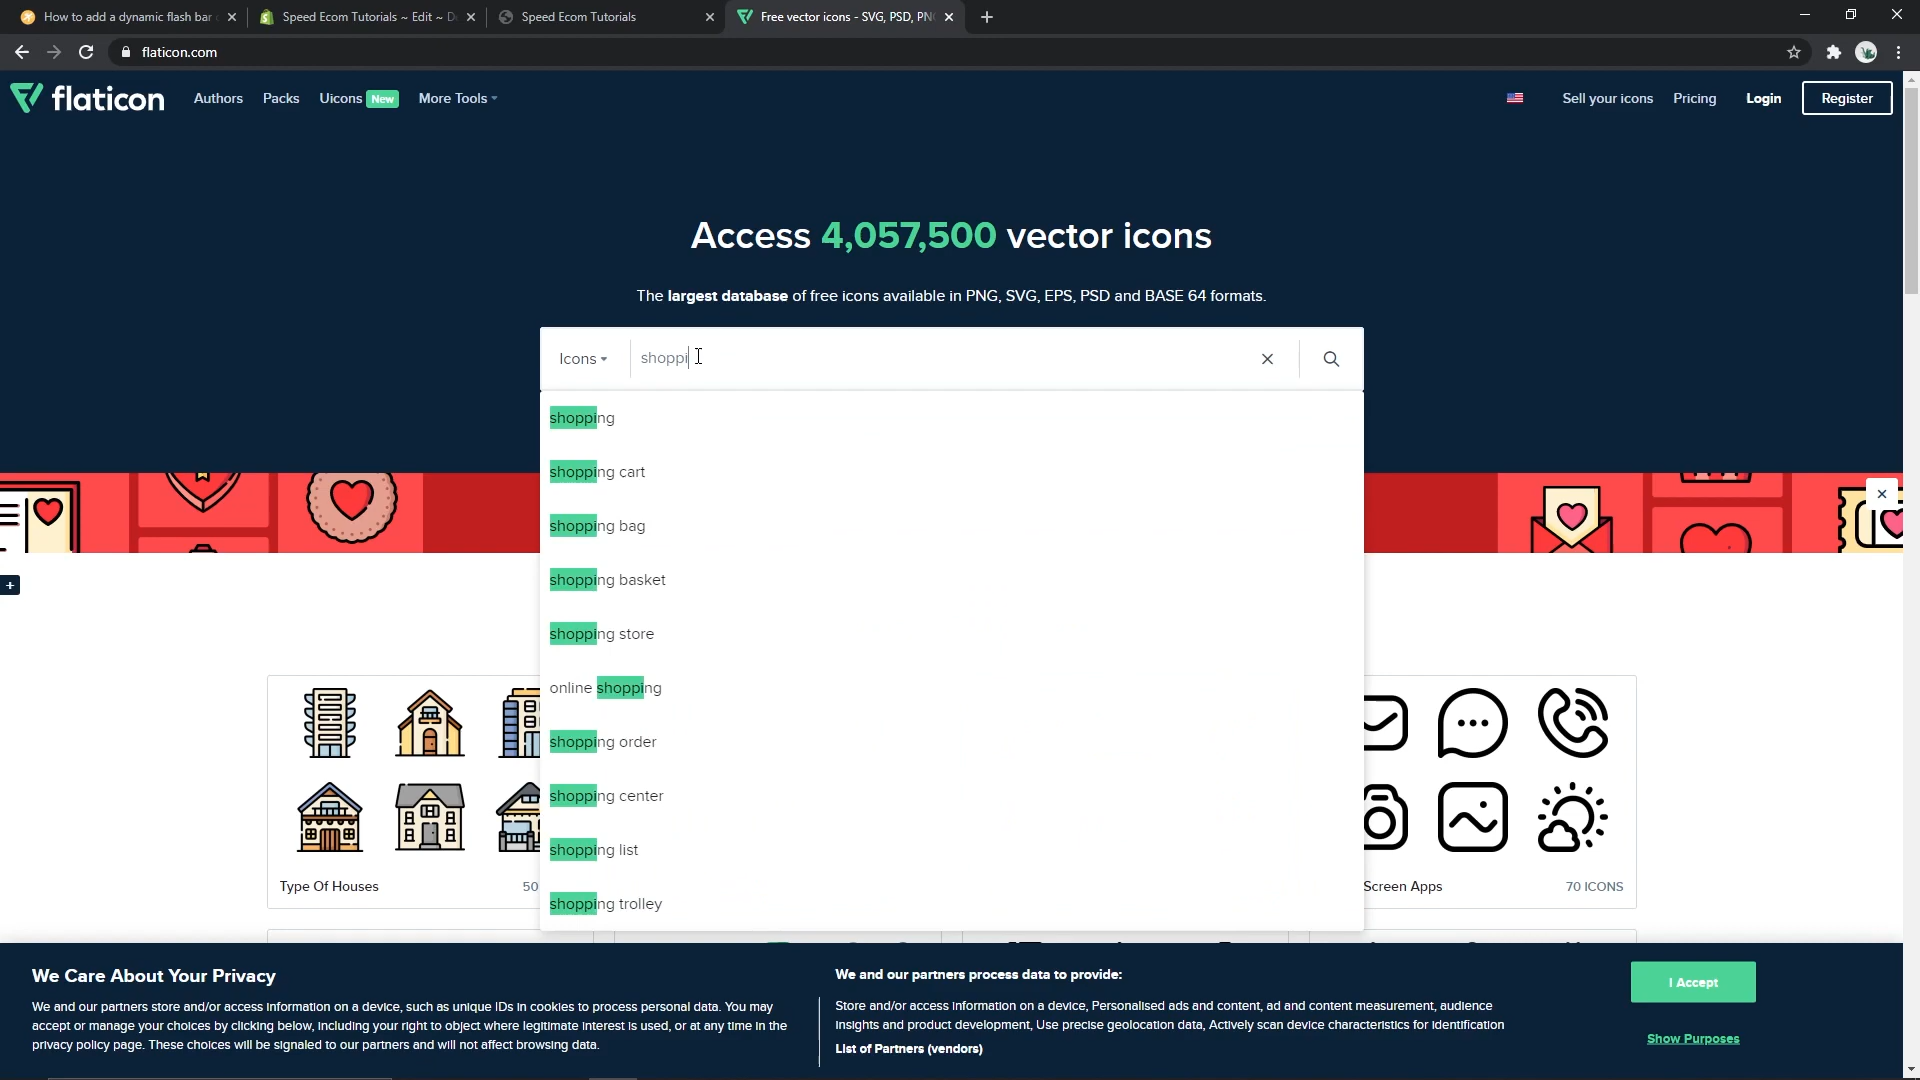 How to add a dynamic flash bar
Speed Ecom Tutorials ~ Edit ~ D
Speed Ecom Tutorials
Free vector icons - SVG, PSD, PN
flaticon.com
flaticon
Authors
Packs
Uicons New
More Tools
Sell your icons
Pricing
Login
Register
Access 4,057,500 vector icons
The largest database of free icons available in PNG, SVG, EPS, PSD and BASE 64 formats.
Icons
shoppi
shopping
shopping cart
shopping bag
shopping basket
shopping store
online shopping
shopping order
shopping center
shopping list
shopping trolley
Type Of Houses
50
Screen Apps
70 ICONS
We Care About Your Privacy
We and our partners store and/or access information on a device, such as unique IDs in cookies to process personal data. You may
accept or manage your choices by clicking below, including your right to object where legitimate interest is used, or at any time in the
privacy policy page. These choices will be signaled to our partners and will not affect browsing data.
We and our partners process data to provide:
Store and/or access information on a device, Personalised ads and content, ad and content measurement, audience
insights and product development, Use precise geolocation data, Actively scan device characteristics for identification
List of Partners (vendors)
I Accept
Show Purposes